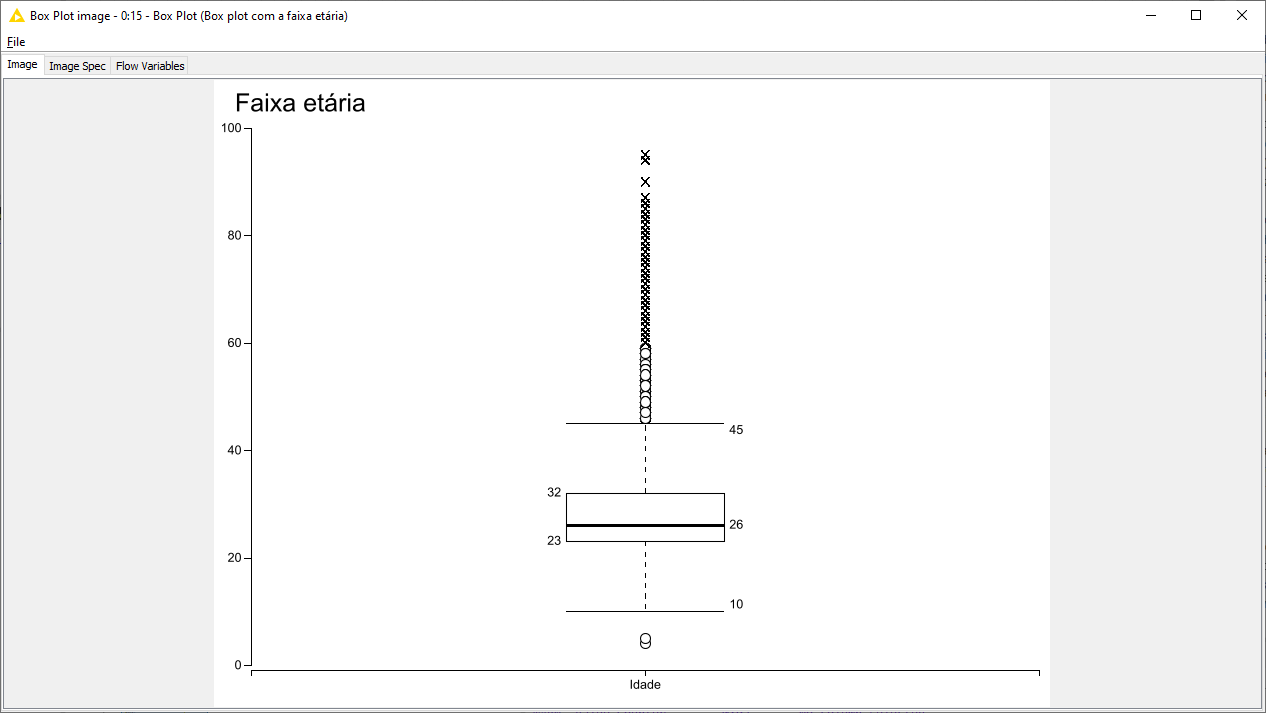 Box Plot image - 0:15 - Box Plot (Box plot com a faixa etária)
File
Image Image Spec Flow Variables
Faixa etária
100
80
60
40
45
32
26
23
20
10
0
Idade